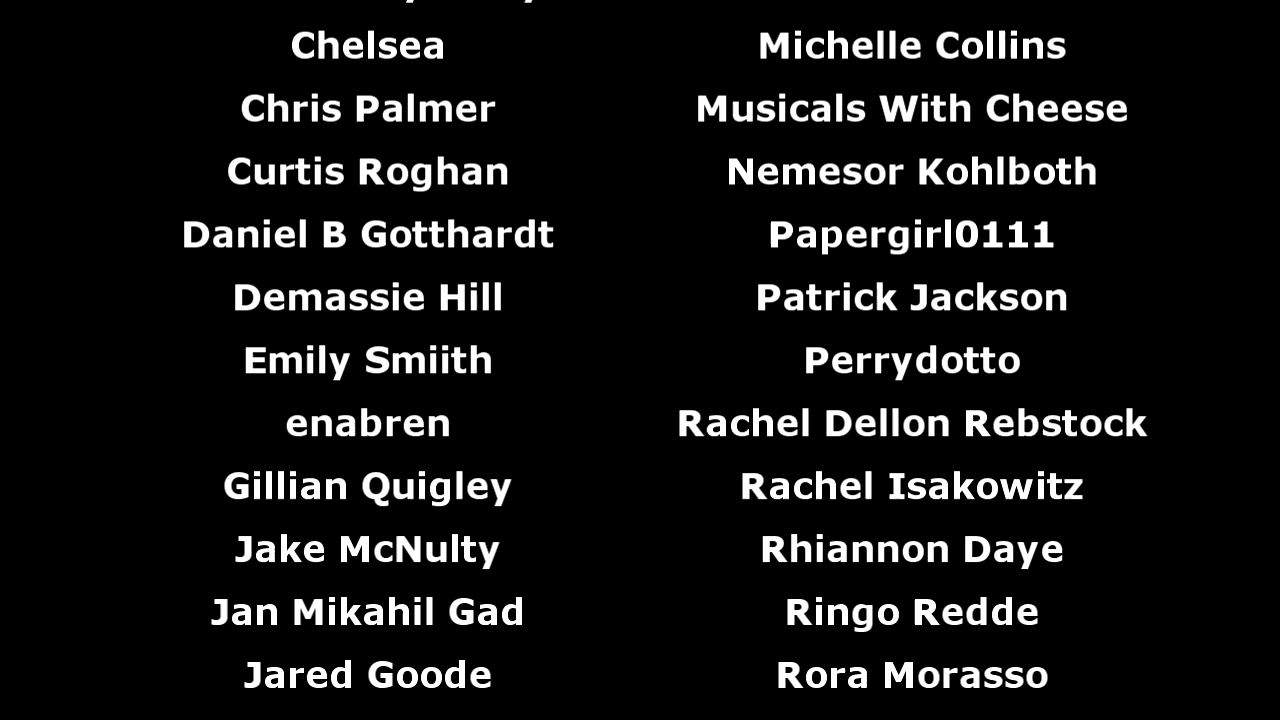 Chelsea
Chris Palmer
Curtis Roghan
Daniel B Gotthardt
Demassie Hill
Emily Smiith
enabren
Gillian Quigley
Jake McNulty
Jan Mikahil Gad
Jared Goode
Michelle Collins
Musicals With Cheese
Nemesor Kohlboth
Papergirl0111
Patrick Jackson
Perrydotto
Rachel Dellon Rebstock
Rachel Isakowitz
Rhiannon Daye
Ringo Redde
Rora Morasso